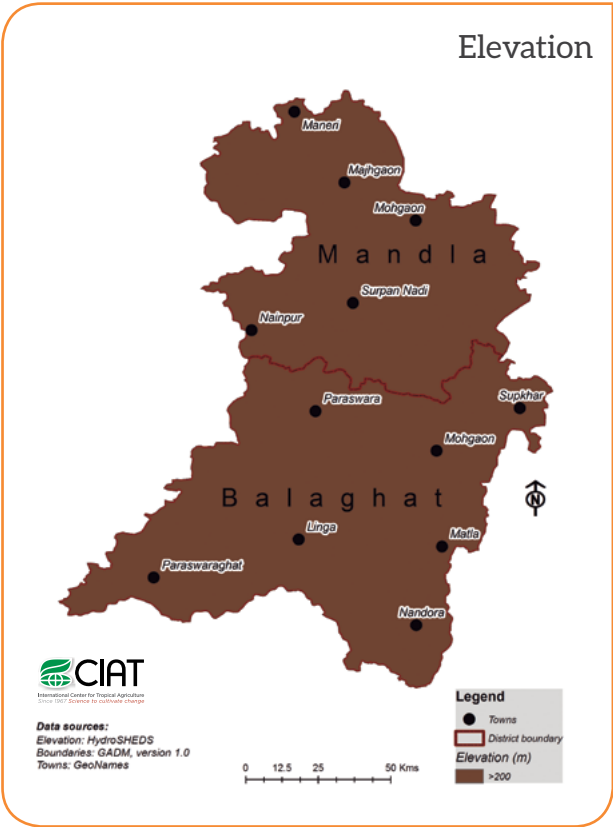 Elevation
Maneri
Majhgaon
Mohgaon
Mandla
Surpan Nadi
Nainpur
Paraswara
Supkhar
Mohgaon
Balaghat
Linga
Matla
Paraswaraghat
Nandora
N
CIAT
International Center for Tropical Agriculture
Since 1967 Science to cultivate change
Data sources:
Elevation: HydroSHEDS
Boundaries: GADM, version 1.0
Towns: GeoNames
0 12.5 25 50 Kms
Legend
Towns
District boundary
Elevation (m)
>200